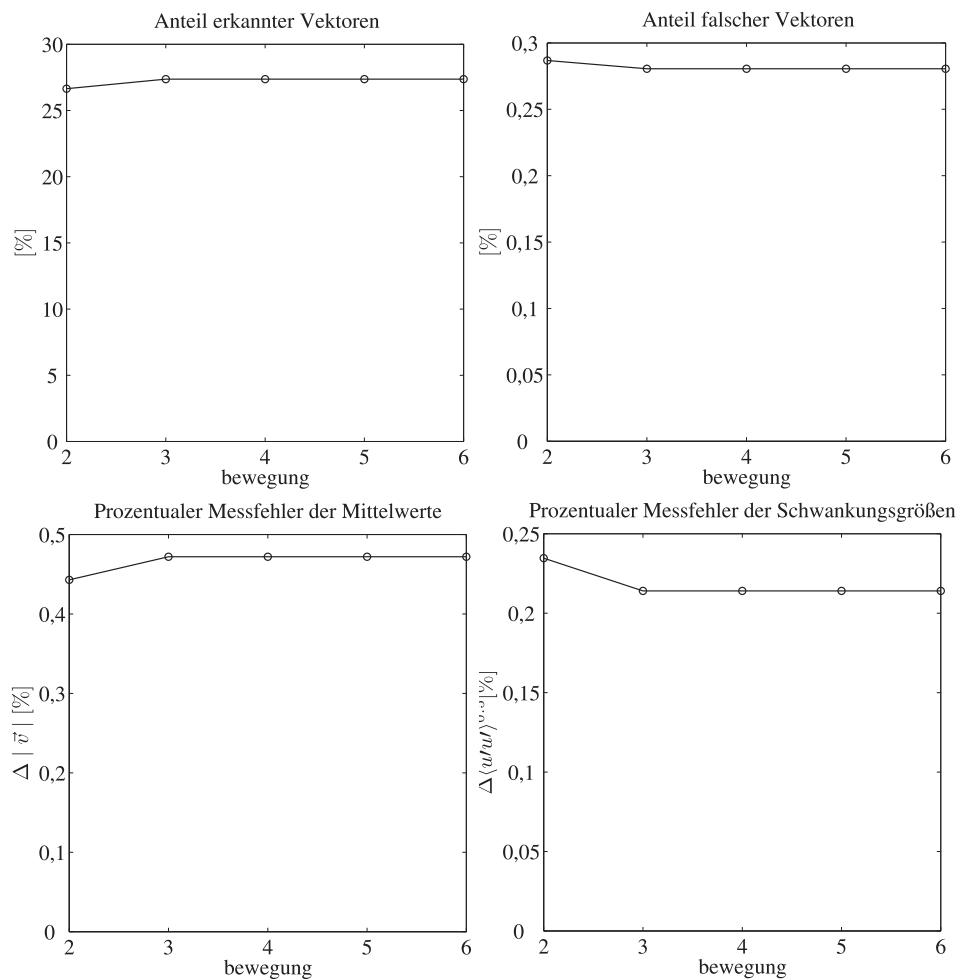 Anteil erkannter Vektoren
30
25
20
15
10
5
0
[%]
2 3 4 5 6
bewegung
Anteil falscher Vektoren
0,3
0,25
0,2
0,15
0,1
0,05
0
[%]
2 3 4 5 6
bewegung
Prozentualer Messfehler der Mittelwerte
0,5
0,4
0,3
0,2
0,1
0
Δ | v⃗ | [%]
2 3 4 5 6
bewegung
Prozentualer Messfehler der Schwankungsgrößen
0,25
0,2
0,15
0,1
0,05
0
Δ⟨u′u′⟩ [%]
2 3 4 5 6
bewegung